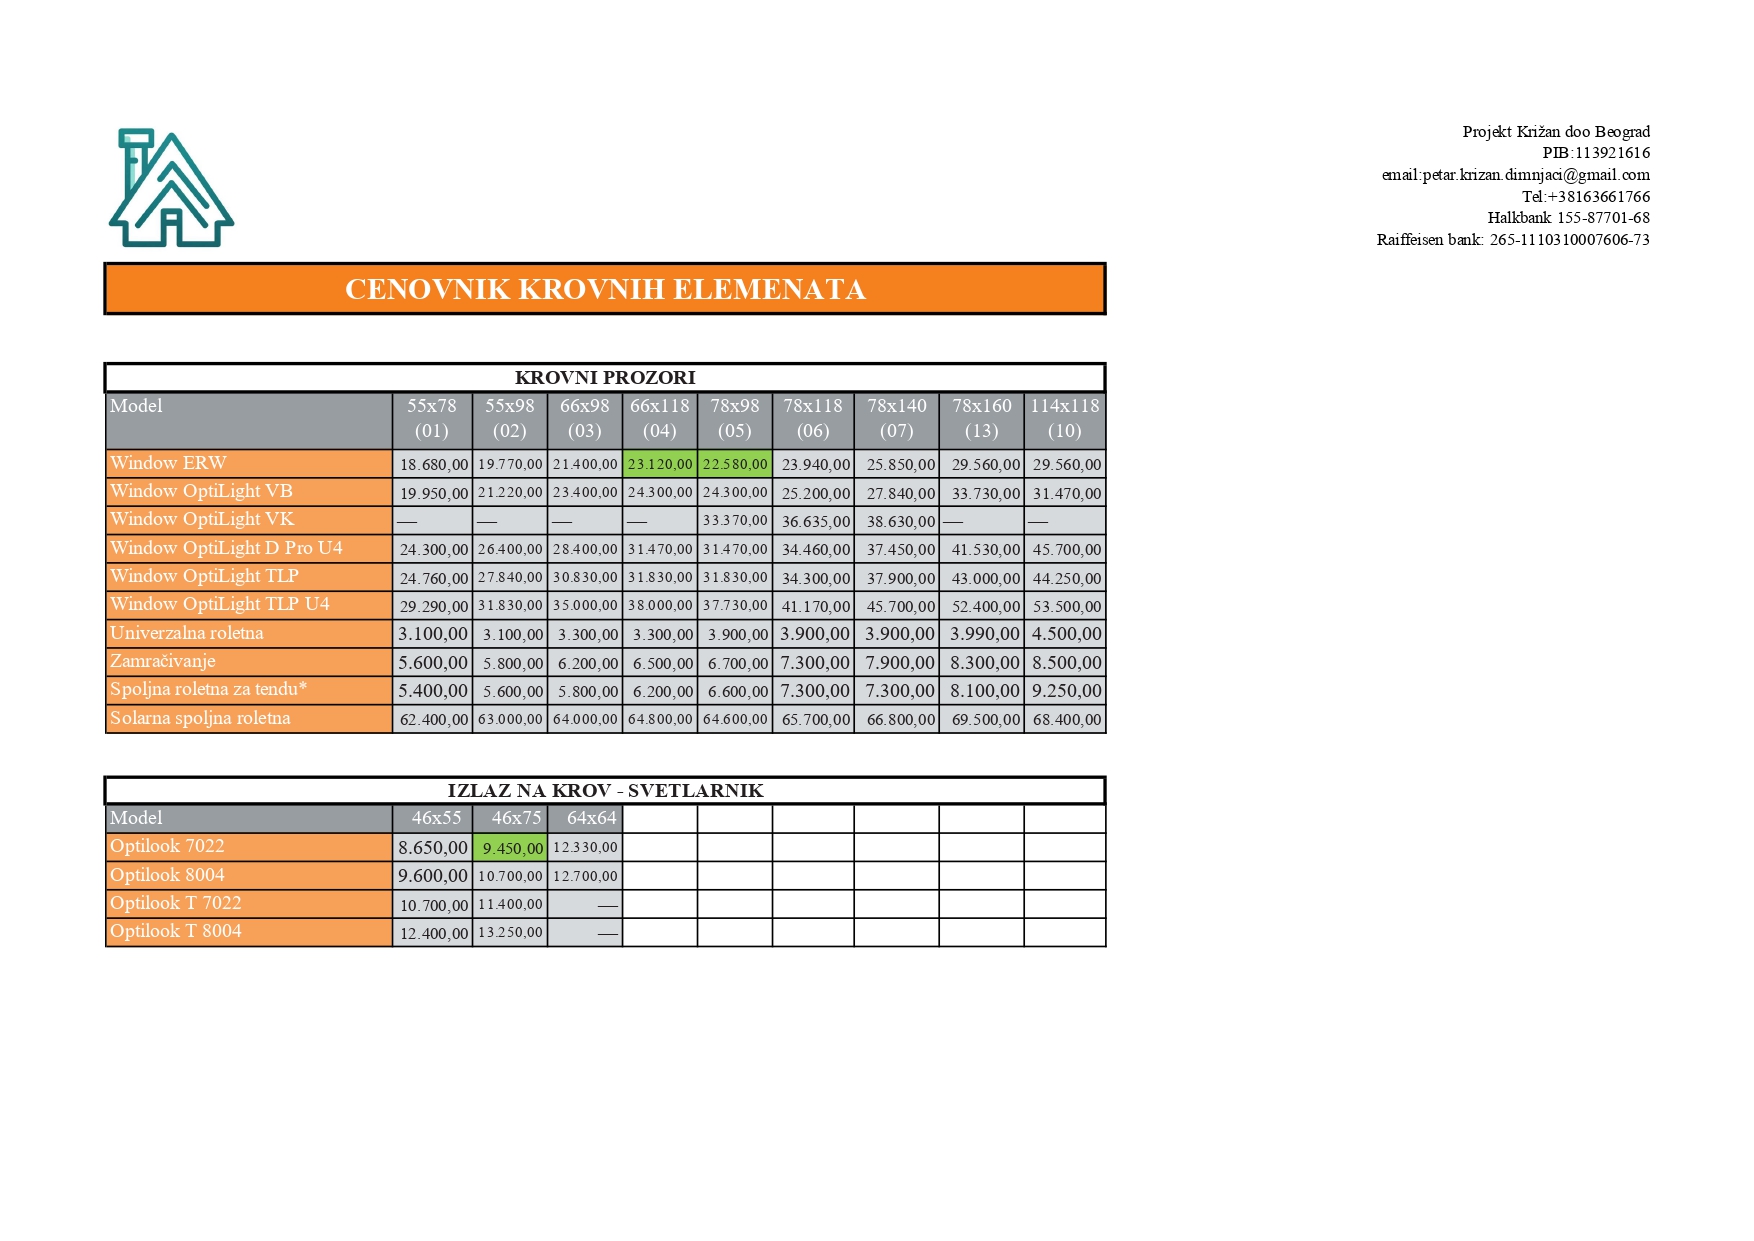 Projekt Križan doo Beograd
PIB:113921616
email:petar.krizan.dimnjaci@gmail.com
Tel:+38163661766
Halkbank 155-87701-68
Raiffeisen bank: 265-1110310007606-73
CENOVNIK KROVNIH ELEMENATA
KROVNI PROZORI
Model 55x78 55x98 66x98 66x118 78x98 78x118 78x140 78x160 114x118
(01) (02) (03) (04) (05) (06) (07) (13) (10)
Window ERW 18.680,00 19.770,00 21.400,00 23.120,00 22.580,00 23.940,00 25.850,00 29.560,00 29.560,00
Window OptiLight VB 19.950,00 21.220,00 23.400,00 24.300,00 24.300,00 25.200,00 27.840,00 33.730,00 31.470,00
Window OptiLight VK — — — — 33.370,00 36.635,00 38.630,00 — —
Window OptiLight D Pro U4 24.300,00 26.400,00 28.400,00 31.470,00 31.470,00 34.460,00 37.450,00 41.530,00 45.700,00
Window OptiLight TLP 24.760,00 27.840,00 30.830,00 31.830,00 31.830,00 34.300,00 37.900,00 43.000,00 44.250,00
Window OptiLight TLP U4 29.290,00 31.830,00 35.000,00 38.000,00 37.730,00 41.170,00 45.700,00 52.400,00 53.500,00
Univerzalna roletna 3.100,00 3.100,00 3.300,00 3.300,00 3.900,00 3.900,00 3.900,00 3.990,00 4.500,00
Zamračivanje 5.600,00 5.800,00 6.200,00 6.500,00 6.700,00 7.300,00 7.900,00 8.300,00 8.500,00
Spoljna roletna za tendu* 5.400,00 5.600,00 5.800,00 6.200,00 6.600,00 7.300,00 7.300,00 8.100,00 9.250,00
Solarna spoljna roletna 62.400,00 63.000,00 64.000,00 64.800,00 64.600,00 65.700,00 66.800,00 69.500,00 68.400,00
IZLAZ NA KROV - SVETLARNIK
Model 46x55 46x75 64x64
Optilook 7022 8.650,00 9.450,00 12.330,00
Optilook 8004 9.600,00 10.700,00 12.700,00
Optilook T 7022 10.700,00 11.400,00 —
Optilook T 8004 12.400,00 13.250,00 —